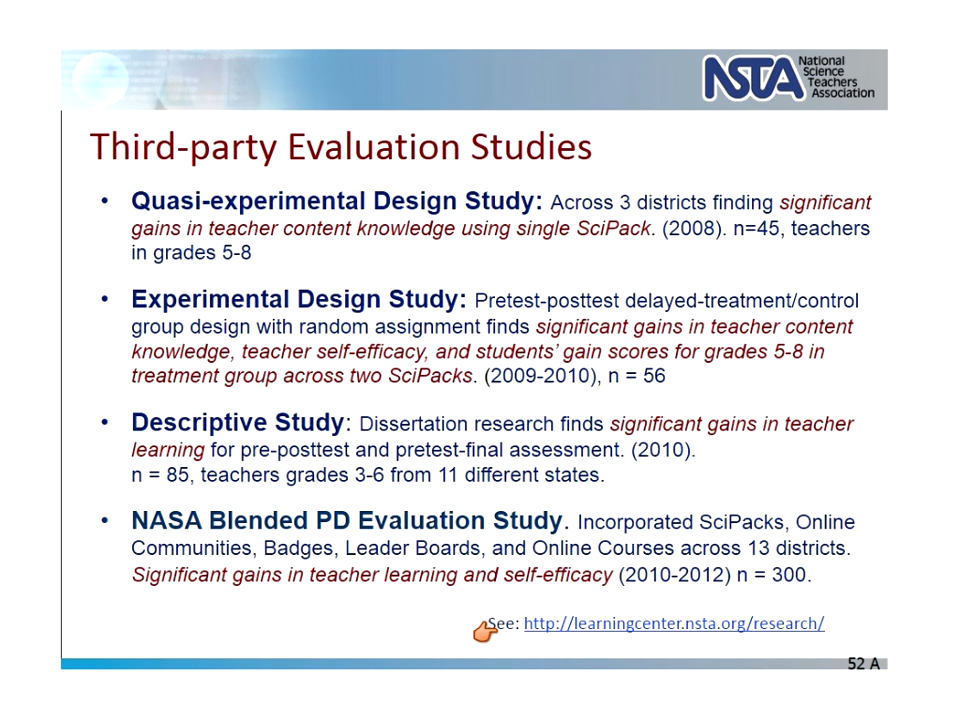 NSTA
National
Science
Teachers
Association
Third-party Evaluation Studies
• Quasi-experimental Design Study: Across 3 districts finding significant
gains in teacher content knowledge using single SciPack. (2008). n=45, teachers
in grades 5-8
• Experimental Design Study: Pretest-posttest delayed-treatment/control
group design with random assignment finds significant gains in teacher content
knowledge, teacher self-efficacy, and students’ gain scores for grades 5-8 in
treatment group across two SciPacks. (2009-2010), n = 56
• Descriptive Study: Dissertation research finds significant gains in teacher
learning for pre-posttest and pretest-final assessment. (2010).
n = 85, teachers grades 3-6 from 11 different states.
• NASA Blended PD Evaluation Study. Incorporated SciPacks, Online
Communities, Badges, Leader Boards, and Online Courses across 13 districts.
Significant gains in teacher learning and self-efficacy (2010-2012) n = 300.
See: http://learningcenter.nsta.org/research/
52 A